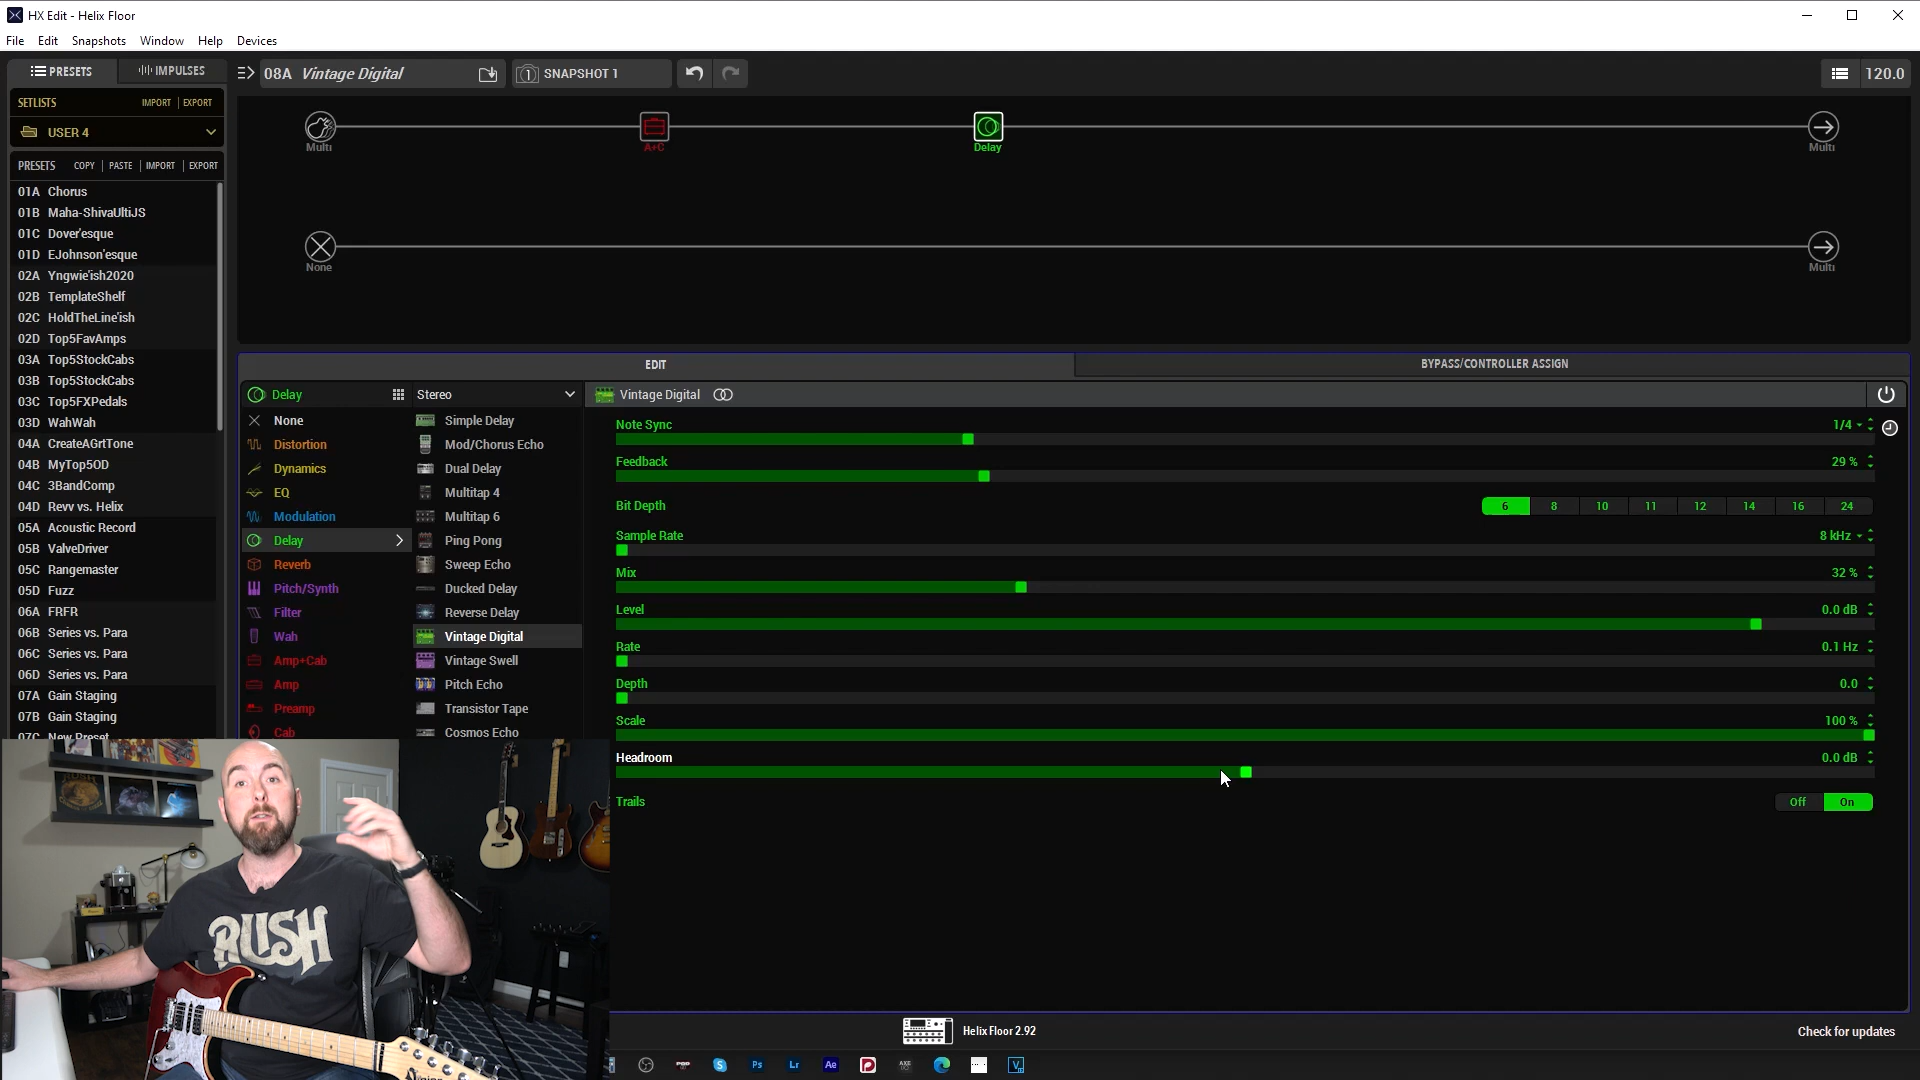 HX Edit - Helix Floor
File Edit Snapshots Window Help Devices
PRESETS IMPULSES
08A Vintage Digital
1 SNAPSHOT 1
120.0
SETLISTS IMPORT EXPORT
USER 4
PRESETS COPY PASTE IMPORT EXPORT
01A Chorus
01B Maha-ShivaUltiJS
01C Dover'esque
01D EJohnson'esque
02A Yngwie'ish2020
02B TemplateShelf
02C HoldTheLine'ish
02D Top5FavAmps
03A Top5StockCabs
03B Top5StockCabs
03C Top5FXPedals
03D WahWah
04A CreateAGrtTone
04B MyTop5OD
04C 3BandComp
04D Revv vs. Helix
05A Acoustic Record
05B ValveDriver
05C Rangemaster
05D Fuzz
06A FRFR
06B Series vs. Para
06C Series vs. Para
06D Series vs. Para
07A Gain Staging
07B Gain Staging
07C New Preset
Multi A+C Delay Multi
None Multi
EDIT BYPASS/CONTROLLER ASSIGN
Delay Stereo
None
Distortion
Dynamics
EQ
Modulation
Delay
Reverb
Pitch/Synth
Filter
Wah
Amp+Cab
Amp
Preamp
Cab
Simple Delay
Mod/Chorus Echo
Dual Delay
Multitap 4
Multitap 6
Ping Pong
Sweep Echo
Ducked Delay
Reverse Delay
Vintage Digital
Vintage Swell
Pitch Echo
Transistor Tape
Cosmos Echo
Vintage Digital
Note Sync 1/4
Feedback 29 %
Bit Depth 6 8 10 11 12 14 16 24
Sample Rate 8 kHz
Mix 32 %
Level 0.0 dB
Rate 0.1 Hz
Depth 0.0
Scale 100 %
Headroom 0.0 dB
Trails Off On
RUSH
Helix Floor 2.92
Check for updates
Ps Lr Ae